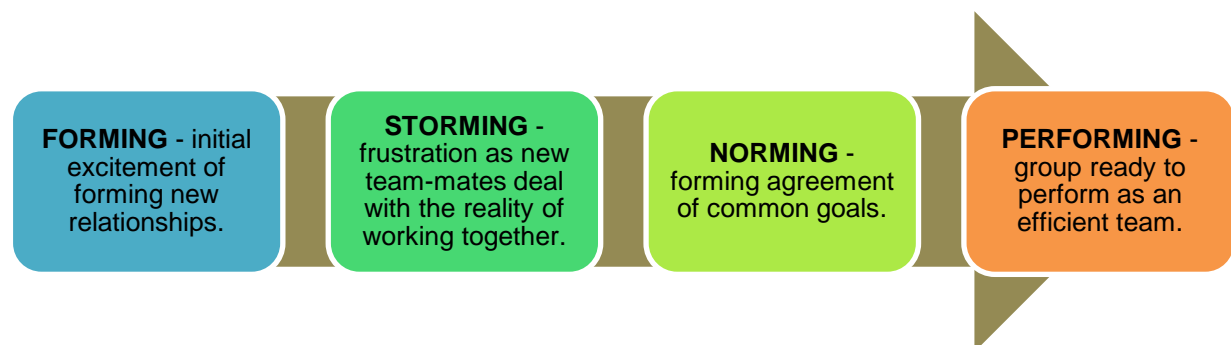 FORMING - initial
excitement of
forming new
relationships.
STORMING -
frustration as new
team-mates deal
with the reality of
working together.
NORMING -
forming agreement
of common goals.
PERFORMING -
group ready to
perform as an
efficient team.